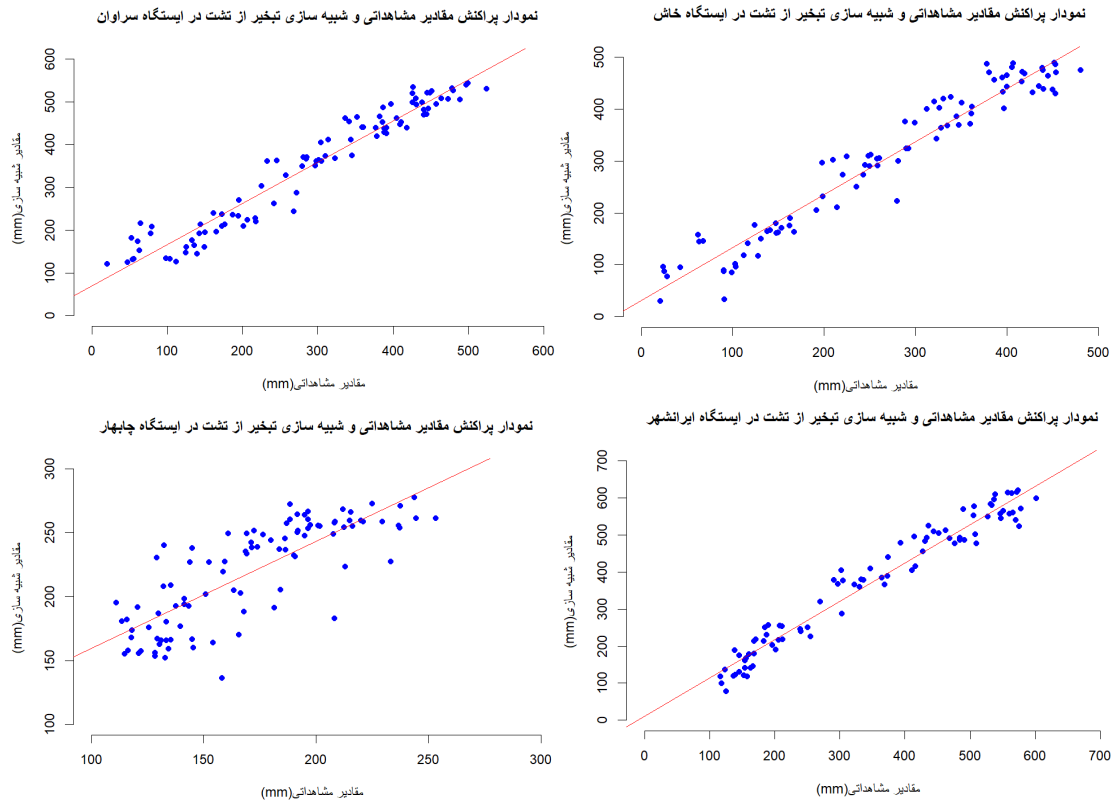 نمودار پراکنش مقادیر مشاهداتی و شبیه سازی تبخیر از تشت در ایستگاه سراوان
مقادیر شبیه سازی(mm)
600
500
400
300
200
100
0
0 100 200 300 400 500 600
مقادیر مشاهداتی(mm)
نمودار پراکنش مقادیر مشاهداتی و شبیه سازی تبخیر از تشت در ایستگاه خاش
مقادیر شبیه سازی(mm)
500
400
300
200
100
0
0 100 200 300 400 500
مقادیر مشاهداتی(mm)
نمودار پراکنش مقادیر مشاهداتی و شبیه سازی تبخیر از تشت در ایستگاه چابهار
مقادیر شبیه سازی(mm)
300
250
200
150
100
100 150 200 250 300
مقادیر مشاهداتی(mm)
نمودار پراکنش مقادیر مشاهداتی و شبیه سازی تبخیر از تشت در ایستگاه ایرانشهر
مقادیر شبیه سازی(mm)
700
600
500
400
300
200
100
0
0 100 200 300 400 500 600 700
مقادیر مشاهداتی(mm)